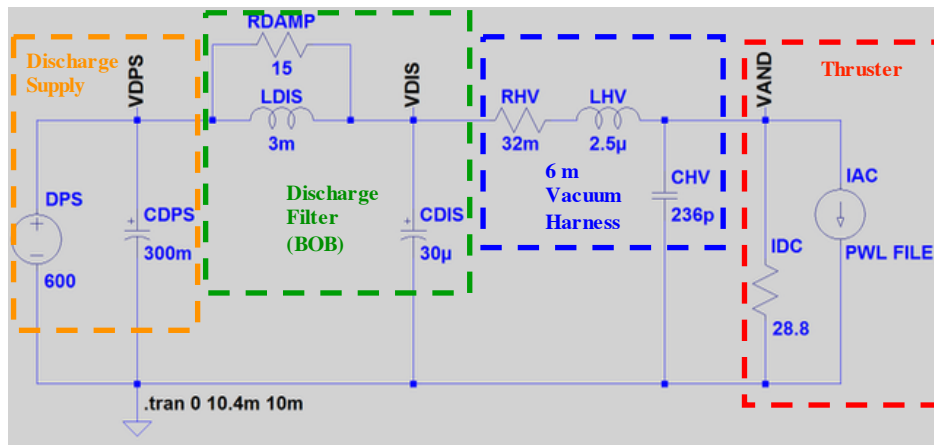 Discharge
Supply
VDPS
RDAMP
15
LDIS
3m
VDIS
RHV
32m
LHV
2.5µ
VAND
Thruster
DPS
600
CDPS
300m
Discharge
Filter
(BOB)
CDIS
30µ
6 m
Vacuum
Harness
CHV
236p
IAC
PWL FILE
IDC
28.8
.tran 0 10.4m 10m